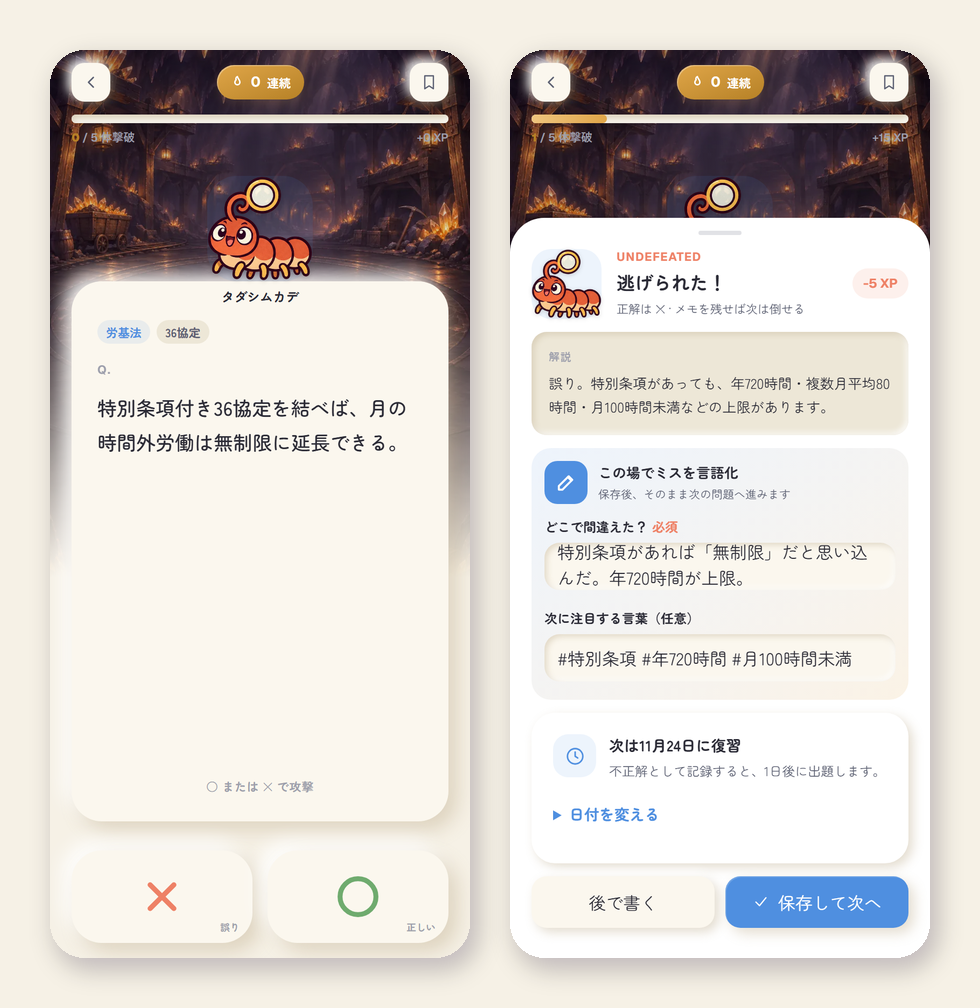 0 連続
0 / 5体撃破
タダシムカデ
労基法 36協定
Q.
特別条項付き36協定を結べば、月の
時間外労働は無制限に延長できる。
○ または × で攻撃
誤り
正しい
0 連続
/ 5体撃破
UNDEFEATED
逃げられた！
正解は × · メモを残せば次は倒せる
-5 XP
解説
誤り。特別条項があっても、年720時間・複数月平均80
時間・月100時間未満などの上限があります。
この場でミスを言語化
保存後、そのまま次の問題へ進みます
どこで間違えた？ 必須
特別条項があれば「無制限」だと思い込
んだ。年720時間が上限。
次に注目する言葉（任意）
#特別条項 #年720時間 #月100時間未満
次は11月24日に復習
不正解として記録すると、1日後に出題します。
日付を変える
後で書く
保存して次へ